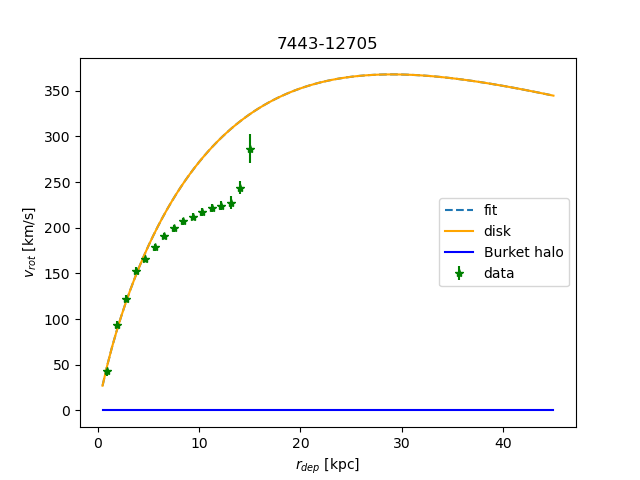 7443-12705
v_rot [km/s]
350
300
250
200
150
100
50
0
fit
disk
Burket halo
data
0 10 20 30 40
r_dep [kpc]